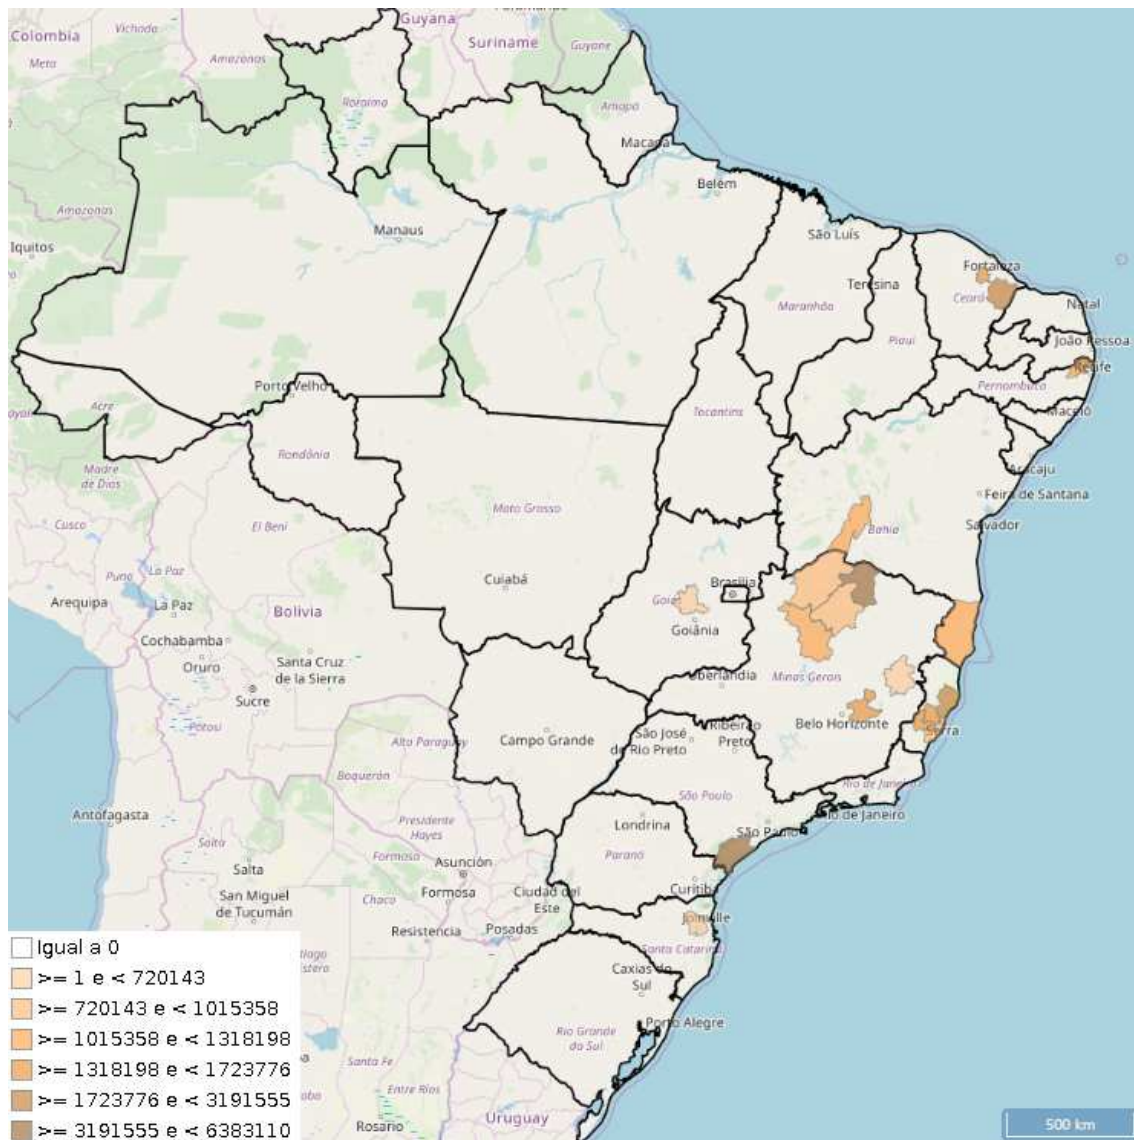 Colombia
Vichada
Guyana
Suriname
Guyane
Meta
Amazonas
Roraima
Amapá
Macapá
Belém
Amazonas
Iquitos
Manaus
São Luís
Fortaleza
Teresina
Ceará
Maranhão
Natal
Piauí
João Pessoa
Recife
Porto Velho
Pernambuco
Acre
Tocantins
Maceió
Rondônia
Madre
de Dios
Aracaju
Feira de Santana
Mato Grosso
Cusco
El Beni
Bahia
Salvador
Puno
La Paz
Cuiabá
Brasília
Arequipa
La Paz
Bolivia
Goiás
Goiânia
Cochabamba
Oruro
Santa Cruz
de la Sierra
Uberlândia
Minas Gerais
Sucre
Potosí
Belo Horizonte
Serra
Alto Paraguay
Campo Grande
São José
do Rio Preto
Ribeirão
Preto
Boquerón
Rio de Janeiro
São Paulo
Antofagasta
Presidente
Hayes
Londrina
São Paulo
Rio de Janeiro
Salta
Formosa
Asunción
Paraná
Salta
San Miguel
de Tucumán
Chaco
Formosa
Ciudad del
Este
Curitiba
Resistencia
Posadas
Joinville
Santa Catarina
Caxias do
Sul
Porto Alegre
Rio Grande
do Sul
Santa Fe
Entre Ríos
Rosario
Uruguay
Igual a 0
>= 1 e < 720143
>= 720143 e < 1015358
>= 1015358 e < 1318198
>= 1318198 e < 1723776
>= 1723776 e < 3191555
>= 3191555 e < 6383110
500 km